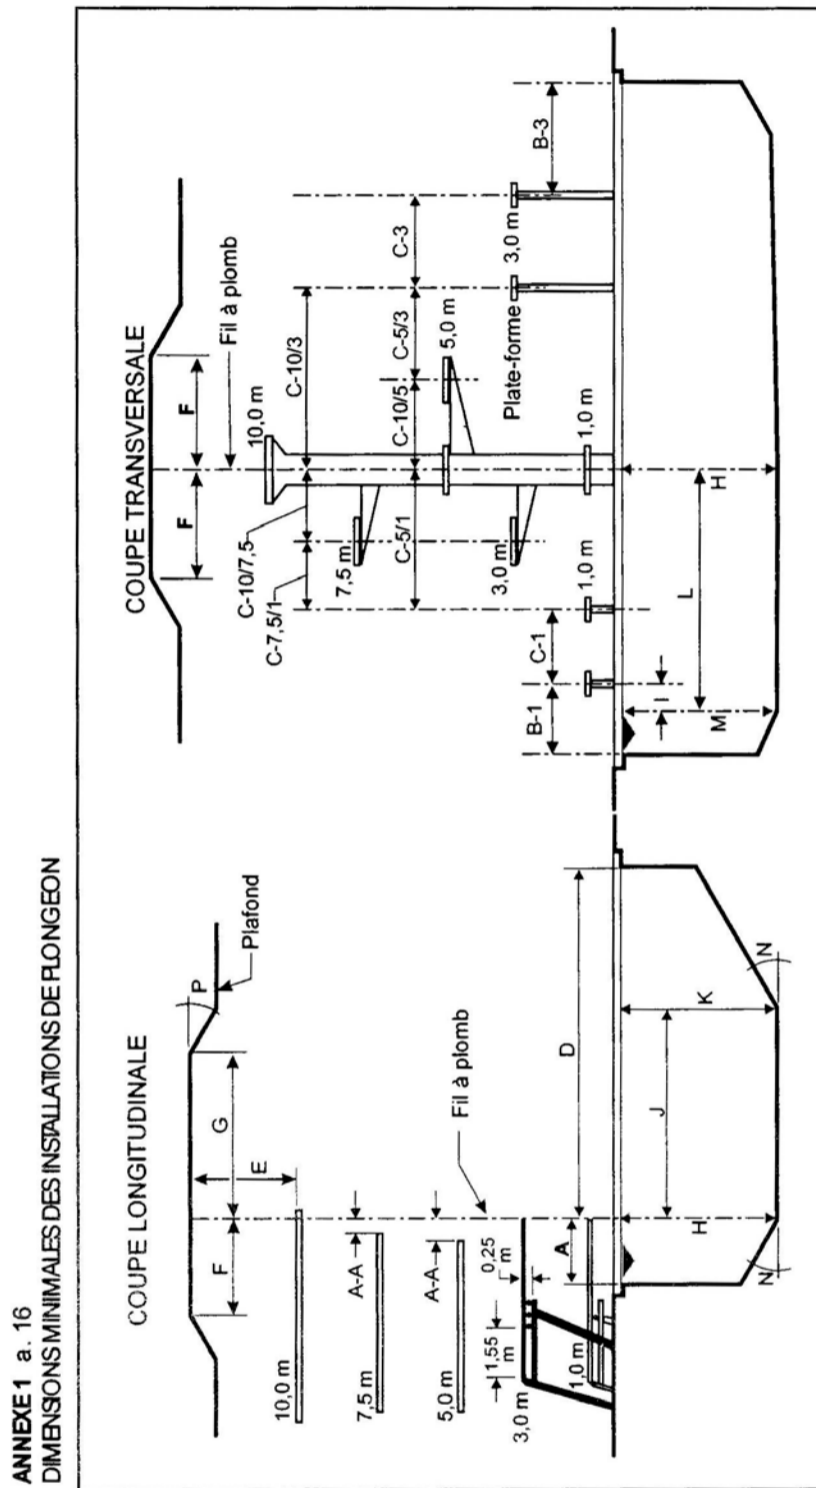 ANNEXE 1 a. 16
DIMENSIONS MINIMALES DES INSTALLATIONS DE PLONGEON
COUPE LONGITUDINALE
P
Plafond
F
G
E
10,0 m
A-A
7,5 m
A-A
5,0 m
Fil à plomb
0,25
m
1,55
m
3,0 m
1,0 m
A
D
H
J
K
N
N
COUPE TRANSVERSALE
F
F
Fil à plomb
10,0 m
C-10/7,5
C-7,5/1
C-10/3
7,5 m
C-5/1
C-10/5
C-5/3
C-3
5,0 m
3,0 m
Plate-forme
3,0 m
B-1
C-1
1,0 m
1,0 m
B-3
I
L
M
H